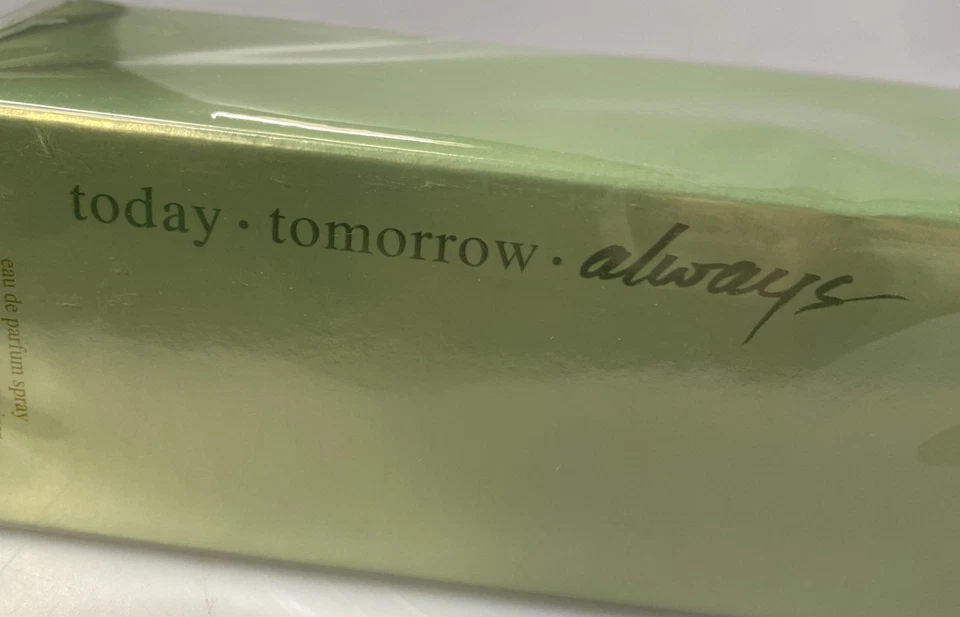 today · tomorrow · always
eau de parfum spray